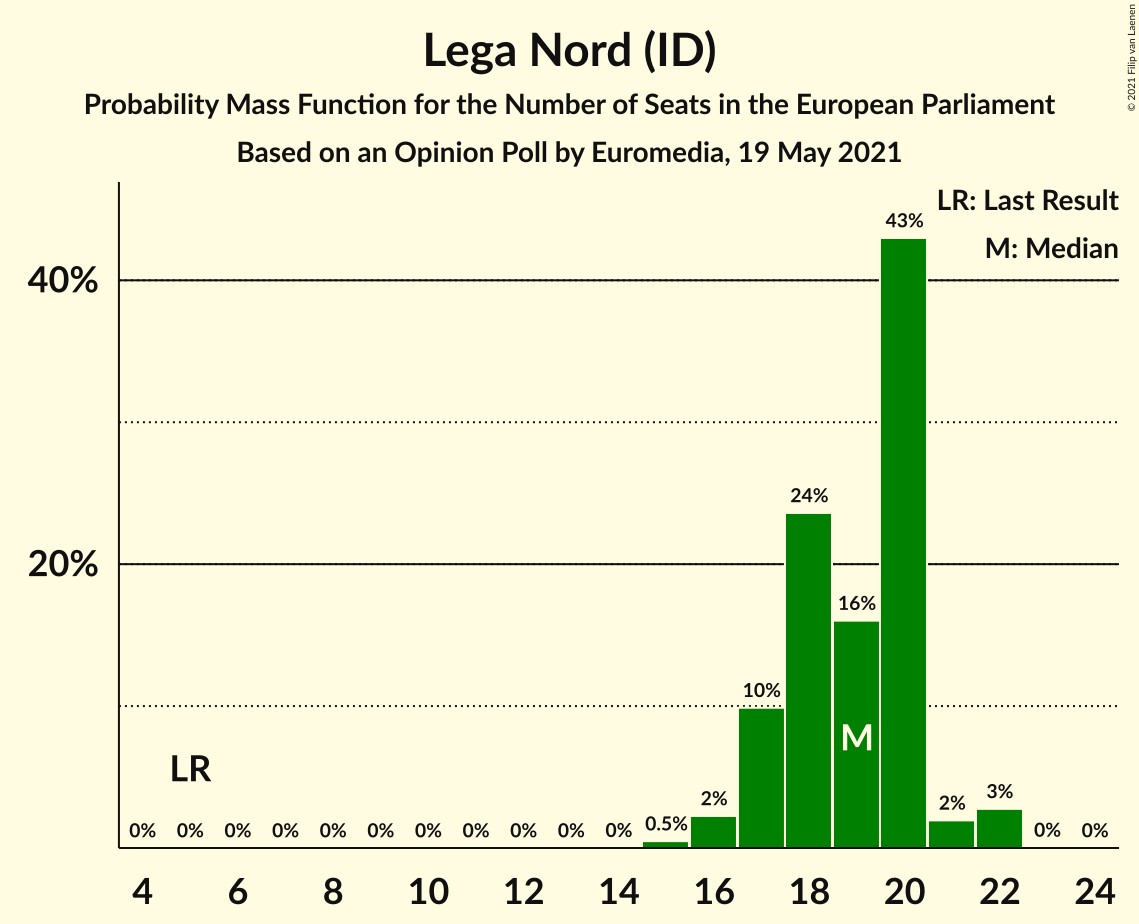 Lega Nord (ID)
Probability Mass Function for the Number of Seats in the European Parliament
Based on an Opinion Poll by Euromedia, 19 May 2021
© 2021 Filip van Laenen
LR: Last Result
M: Median
40%
20%
43%
24%
16%
10%
M
LR
0% 0% 0% 0% 0% 0% 0% 0% 0% 0% 0% 0.5% 2% 2% 3% 0% 0%
4 6 8 10 12 14 16 18 20 22 24